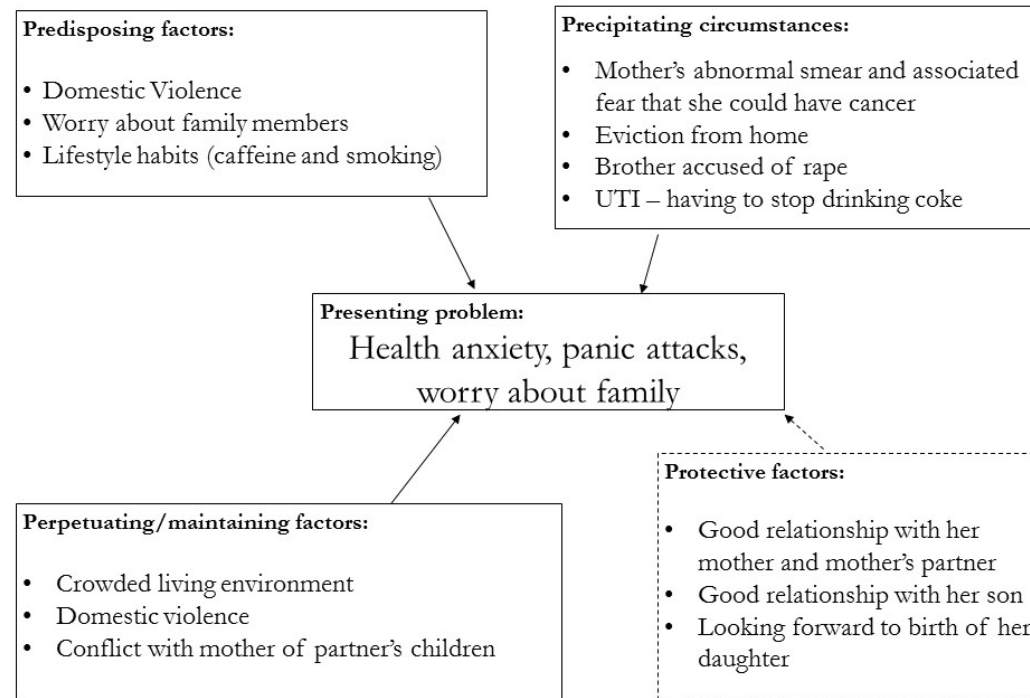 Predisposing factors:
• Domestic Violence
• Worry about family members
• Lifestyle habits (caffeine and smoking)
Precipitating circumstances:
• Mother’s abnormal smear and associated
fear that she could have cancer
• Eviction from home
• Brother accused of rape
• UTI – having to stop drinking coke
Presenting problem:
Health anxiety, panic attacks,
worry about family
Perpetuating/maintaining factors:
• Crowded living environment
• Domestic violence
• Conflict with mother of partner’s children
Protective factors:
• Good relationship with her
mother and mother’s partner
• Good relationship with her son
• Looking forward to birth of her
daughter